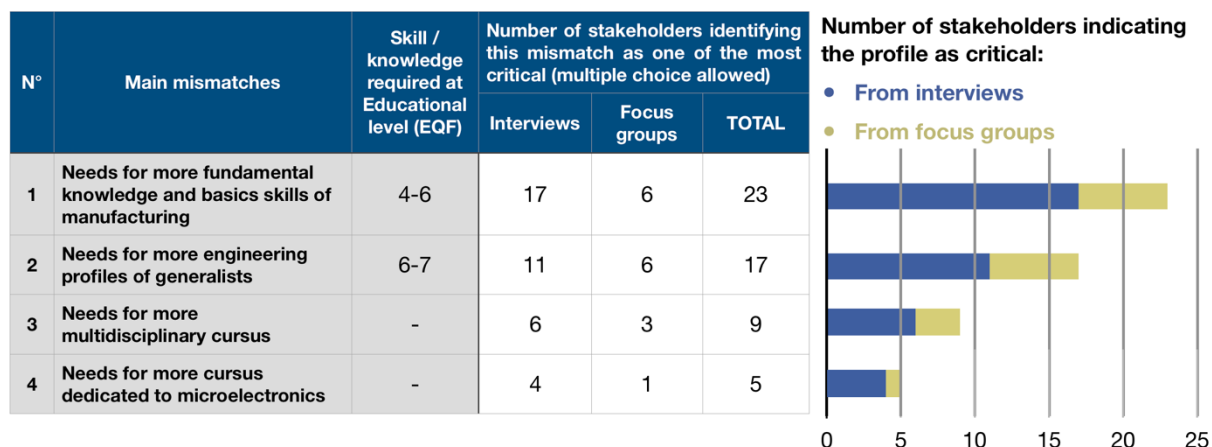 N°
Main mismatches
Skill /
knowledge
required at
Educational
level (EQF)
Number of stakeholders identifying
this mismatch as one of the most
critical (multiple choice allowed)
Interviews
Focus
groups
TOTAL
1
Needs for more fundamental
knowledge and basics skills of
manufacturing
4-6
17
6
23
2
Needs for more engineering
profiles of generalists
6-7
11
6
17
3
Needs for more
multidisciplinary cursus
-
6
3
9
4
Needs for more cursus
dedicated to microelectronics
-
4
1
5
Number of stakeholders indicating
the profile as critical:
• From interviews
• From focus groups
0 5 10 15 20 25